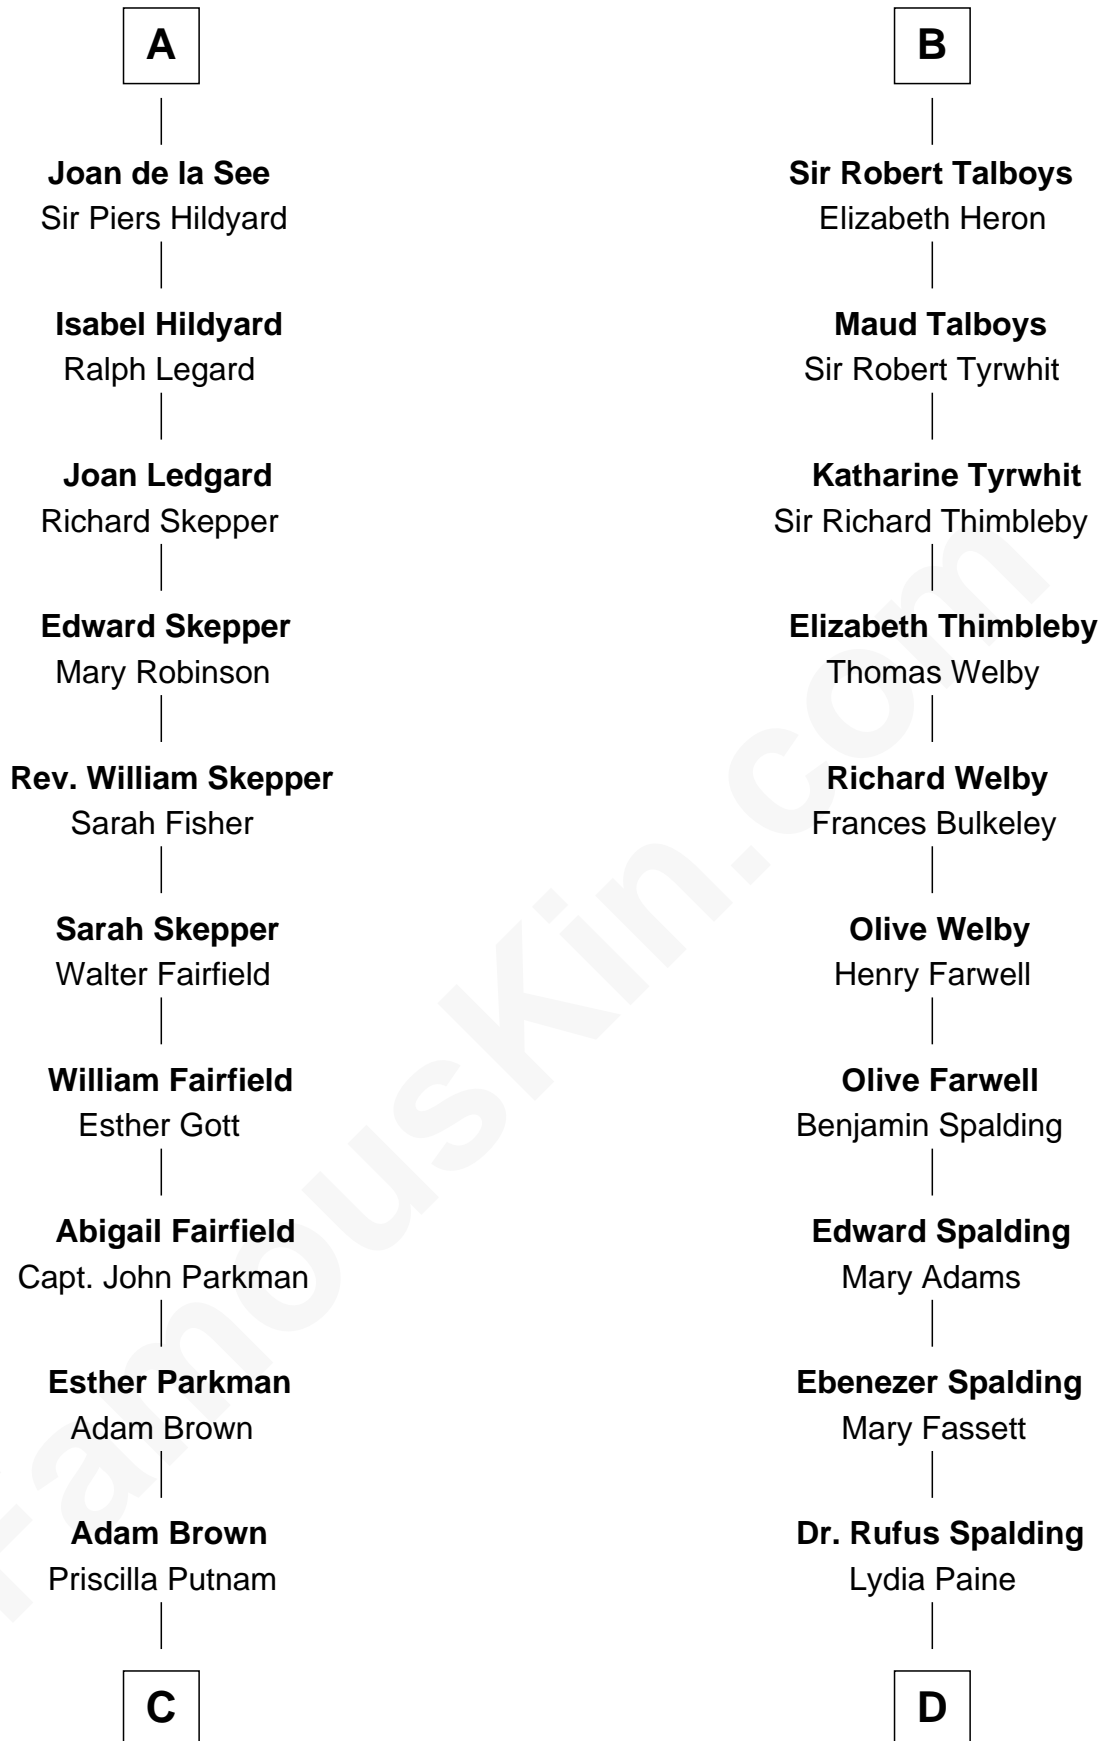 A
Joan de la See
Sir Piers Hildyard
Isabel Hildyard
Ralph Legard
Joan Ledgard
Richard Skepper
Edward Skepper
Mary Robinson
Rev. William Skepper
Sarah Fisher
Sarah Skepper
Walter Fairfield
William Fairfield
Esther Gott
Abigail Fairfield
Capt. John Parkman
Esther Parkman
Adam Brown
Adam Brown
Priscilla Putnam
C
B
Sir Robert Talboys
Elizabeth Heron
Maud Talboys
Sir Robert Tyrwhit
Katharine Tyrwhit
Sir Richard Thimbleby
Elizabeth Thimbleby
Thomas Welby
Richard Welby
Frances Bulkeley
Olive Welby
Henry Farwell
Olive Farwell
Benjamin Spalding
Edward Spalding
Mary Adams
Ebenezer Spalding
Mary Fassett
Dr. Rufus Spalding
Lydia Paine
D
FamousKin.com